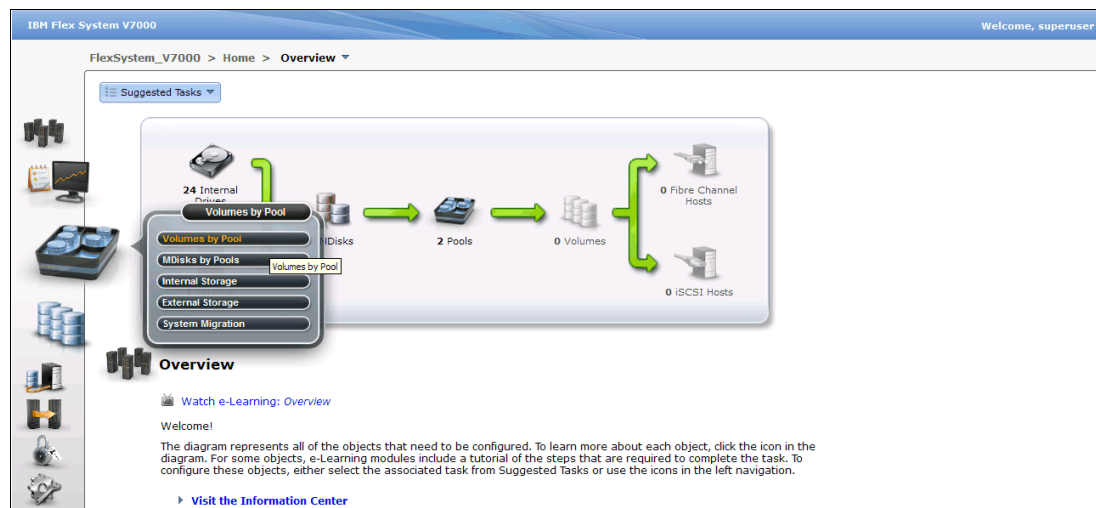 IBM Flex System V7000
Welcome, superuser
FlexSystem_V7000 > Home > Overview
Suggested Tasks
24 Internal
Drives
MDisks
2 Pools
0 Volumes
0 Fibre Channel
Hosts
0 iSCSI Hosts
Volumes by Pool
Volumes by Pool
MDisks by Pools
Volumes by Pool
Internal Storage
External Storage
System Migration
Overview
Watch e-Learning: Overview
Welcome!
The diagram represents all of the objects that need to be configured. To learn more about each object, click the icon in the
diagram. For some objects, e-Learning modules include a tutorial of the steps that are required to complete the task. To
configure these objects, either select the associated task from Suggested Tasks or use the icons in the left navigation.
Visit the Information Center